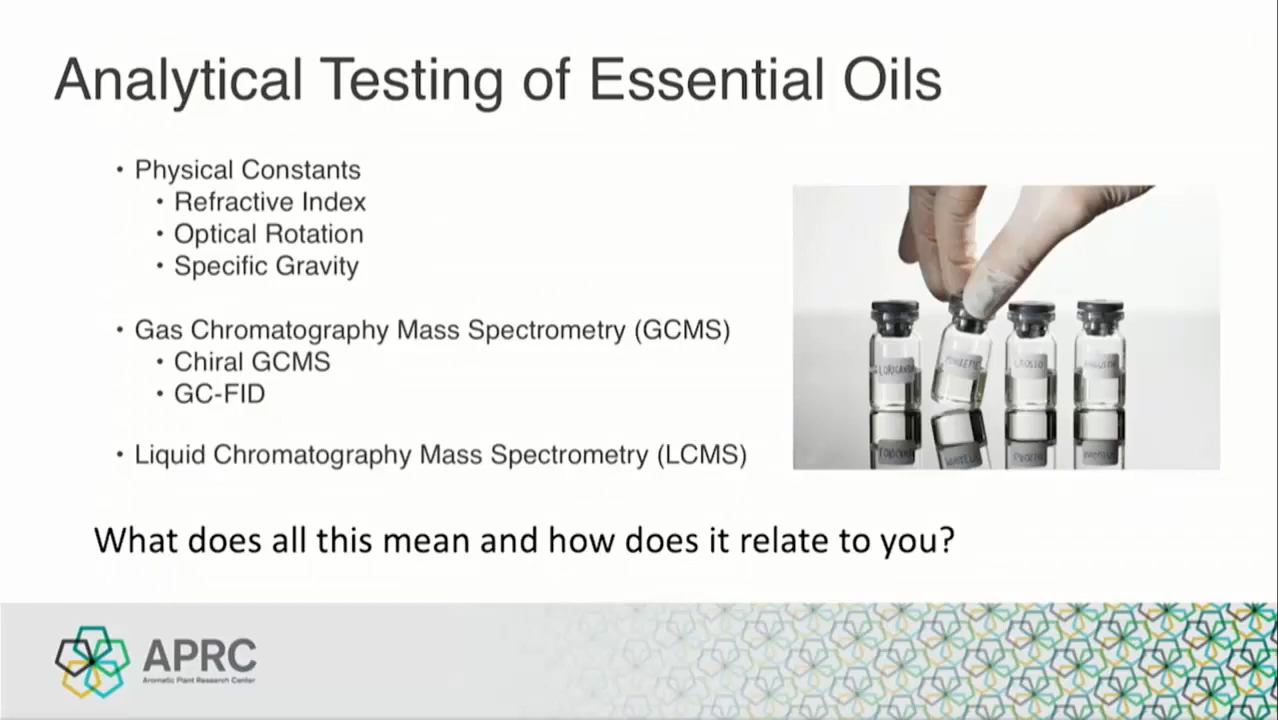 Analytical Testing of Essential Oils
• Physical Constants
• Refractive Index
• Optical Rotation
• Specific Gravity
• Gas Chromatography Mass Spectrometry (GCMS)
• Chiral GCMS
• GC-FID
• Liquid Chromatography Mass Spectrometry (LCMS)
What does all this mean and how does it relate to you?
APRC
Aromatic Plant Research Center